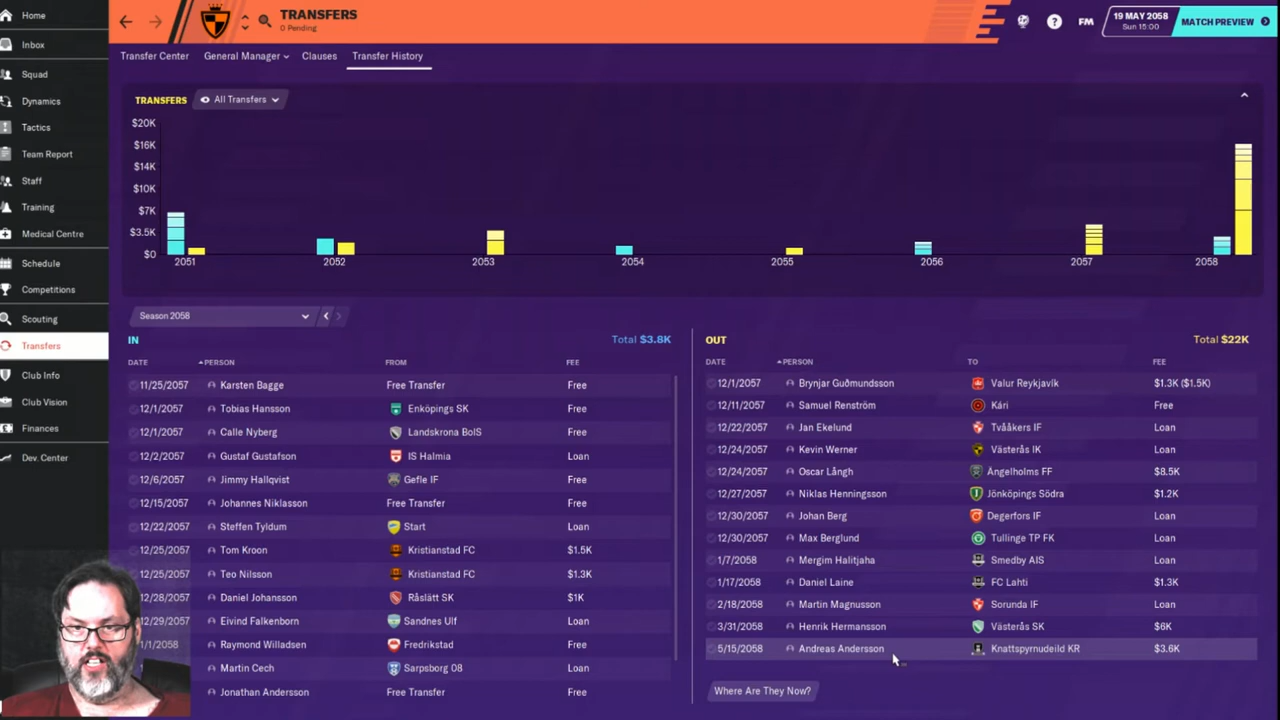 Home
Inbox
Squad
Dynamics
Tactics
Team Report
Staff
Training
Medical Centre
Schedule
Competitions
Scouting
Transfers
Club Info
Club Vision
Finances
Dev. Center
TRANSFERS
0 Pending
FM
19 MAY 2058
Sun 15:00
MATCH PREVIEW
Transfer Center
General Manager
Clauses
Transfer History
TRANSFERS
All Transfers
$20K
$16K
$14K
$10K
$7K
$3.5K
$0
2051
2052
2053
2054
2055
2056
2057
2058
Season 2058
IN
Total $3.8K
DATE PERSON FROM FEE
11/25/2057 Karsten Bagge Free Transfer Free
12/1/2057 Tobias Hansson Enköpings SK Free
12/1/2057 Calle Nyberg Landskrona BoIS Free
12/2/2057 Gustaf Gustafson IS Halmia Loan
12/6/2057 Jimmy Hallqvist Gefle IF Free
12/15/2057 Johannes Niklasson Free Transfer Free
12/22/2057 Steffen Tyldum Start Loan
12/25/2057 Tom Kroon Kristianstad FC $1.5K
12/25/2057 Teo Nilsson Kristianstad FC $1.3K
12/28/2057 Daniel Johansson Råslätt SK $1K
12/29/2057 Eivind Falkenborn Sandnes Ulf Loan
1/1/2058 Raymond Willadsen Fredrikstad Free
Martin Cech Sarpsborg 08 Loan
Jonathan Andersson Free Transfer Free
OUT
Total $22K
DATE PERSON TO FEE
12/1/2057 Brynjar Guðmundsson Valur Reykjavík $1.3K ($1.5K)
12/11/2057 Samuel Renström Kári Free
12/22/2057 Jan Ekelund Tvååkers IF Loan
12/24/2057 Kevin Werner Västerås IK Loan
12/24/2057 Oscar Långh Ängelholms FF $8.5K
12/27/2057 Niklas Henningsson Jönköpings Södra $1.2K
12/30/2057 Johan Berg Degerfors IF Loan
12/30/2057 Max Berglund Tullinge TP FK Loan
1/7/2058 Mergim Halitjaha Smedby AIS Loan
1/17/2058 Daniel Laine FC Lahti $1.3K
2/18/2058 Martin Magnusson Sorunda IF Loan
3/31/2058 Henrik Hermansson Västerås SK $6K
5/15/2058 Andreas Andersson Knattspyrnudeild KR $3.6K
Where Are They Now?